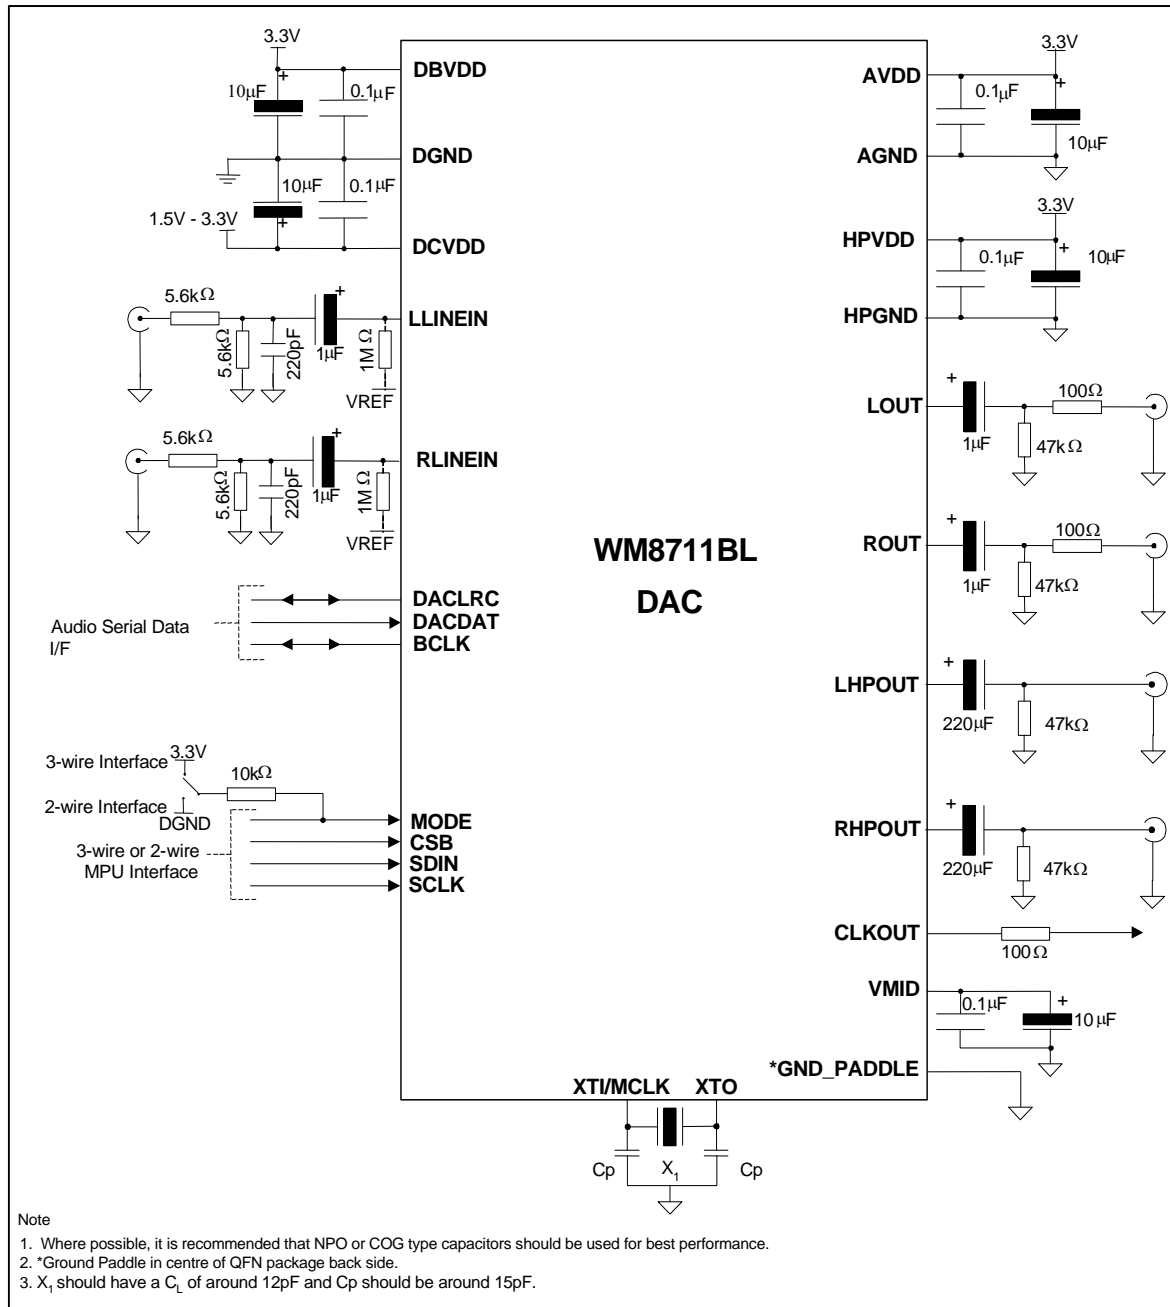 3.3V
DBVDD
+
10µF
0.1µF
DGND
10µF
0.1µF
1.5V - 3.3V
+
DCVDD
5.6kΩ
+
LLINEIN
5.6kΩ
220pF
1µF
1MΩ
VREF
5.6kΩ
+
RLINEIN
5.6kΩ
220pF
1µF
1MΩ
VREF
Audio Serial Data
I/F
DACLRC
DACDAT
BCLK
3.3V
3-wire Interface
10kΩ
2-wire Interface
DGND
3-wire or 2-wire
MPU Interface
MODE
CSB
SDIN
SCLK
WM8711BL
DAC
3.3V
AVDD
+
0.1µF
10µF
AGND
3.3V
HPVDD
+
0.1µF
10µF
HPGND
LOUT
+
1µF
100Ω
47kΩ
ROUT
+
1µF
100Ω
47kΩ
LHPOUT
+
220µF
47kΩ
RHPOUT
+
220µF
47kΩ
CLKOUT
100Ω
VMID
0.1µF
+
10 µF
*GND_PADDLE
XTI/MCLK XTO
Cp X1 Cp
Note
1. Where possible, it is recommended that NPO or COG type capacitors should be used for best performance.
2. *Ground Paddle in centre of QFN package back side.
3. X1 should have a CL of around 12pF and Cp should be around 15pF.